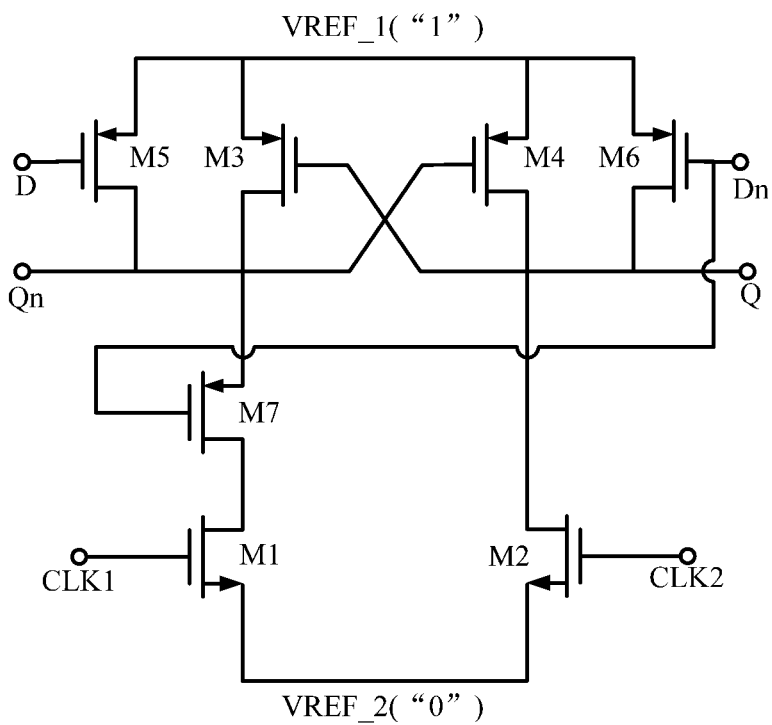 VREF_1(“1”)
M5
M3
M4
M6
D
Dn
Qn
Q
M7
M1
M2
CLK1
CLK2
VREF_2(“0”)